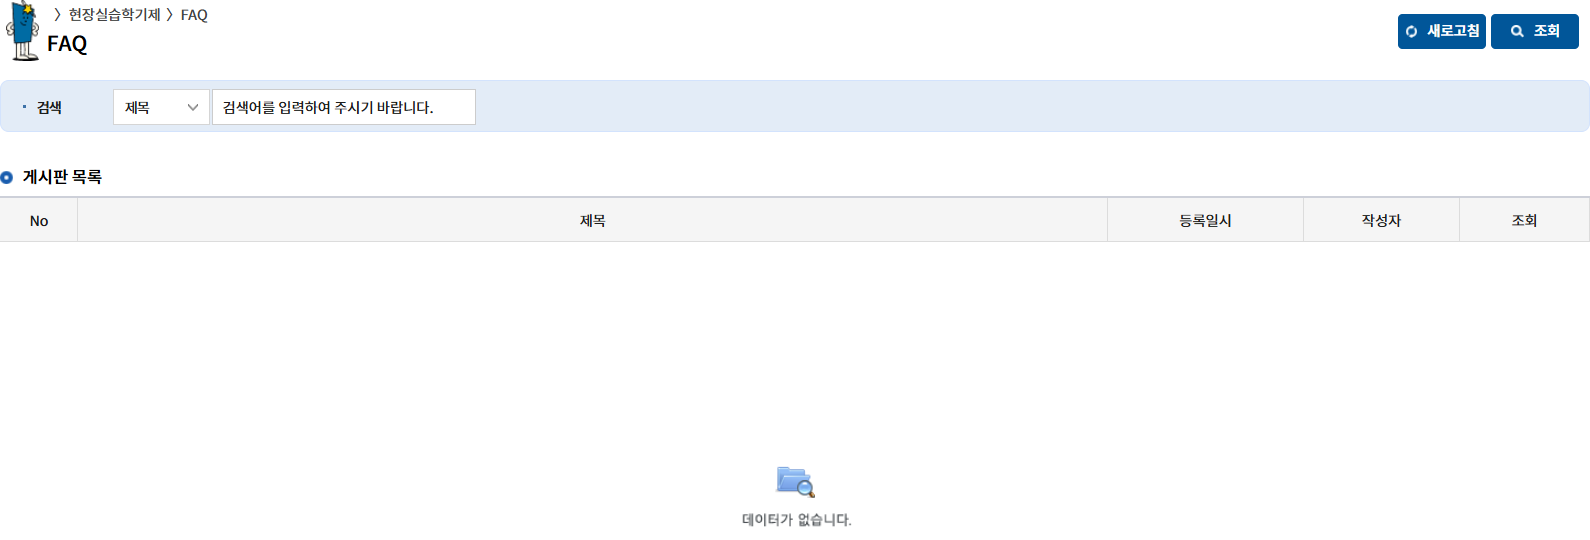 〉 현장실습학기제 〉 FAQ
FAQ
새로고침 조회
검색 제목 검색어를 입력하여 주시기 바랍니다.
게시판 목록
No 제목 등록일시 작성자 조회
데이터가 없습니다.